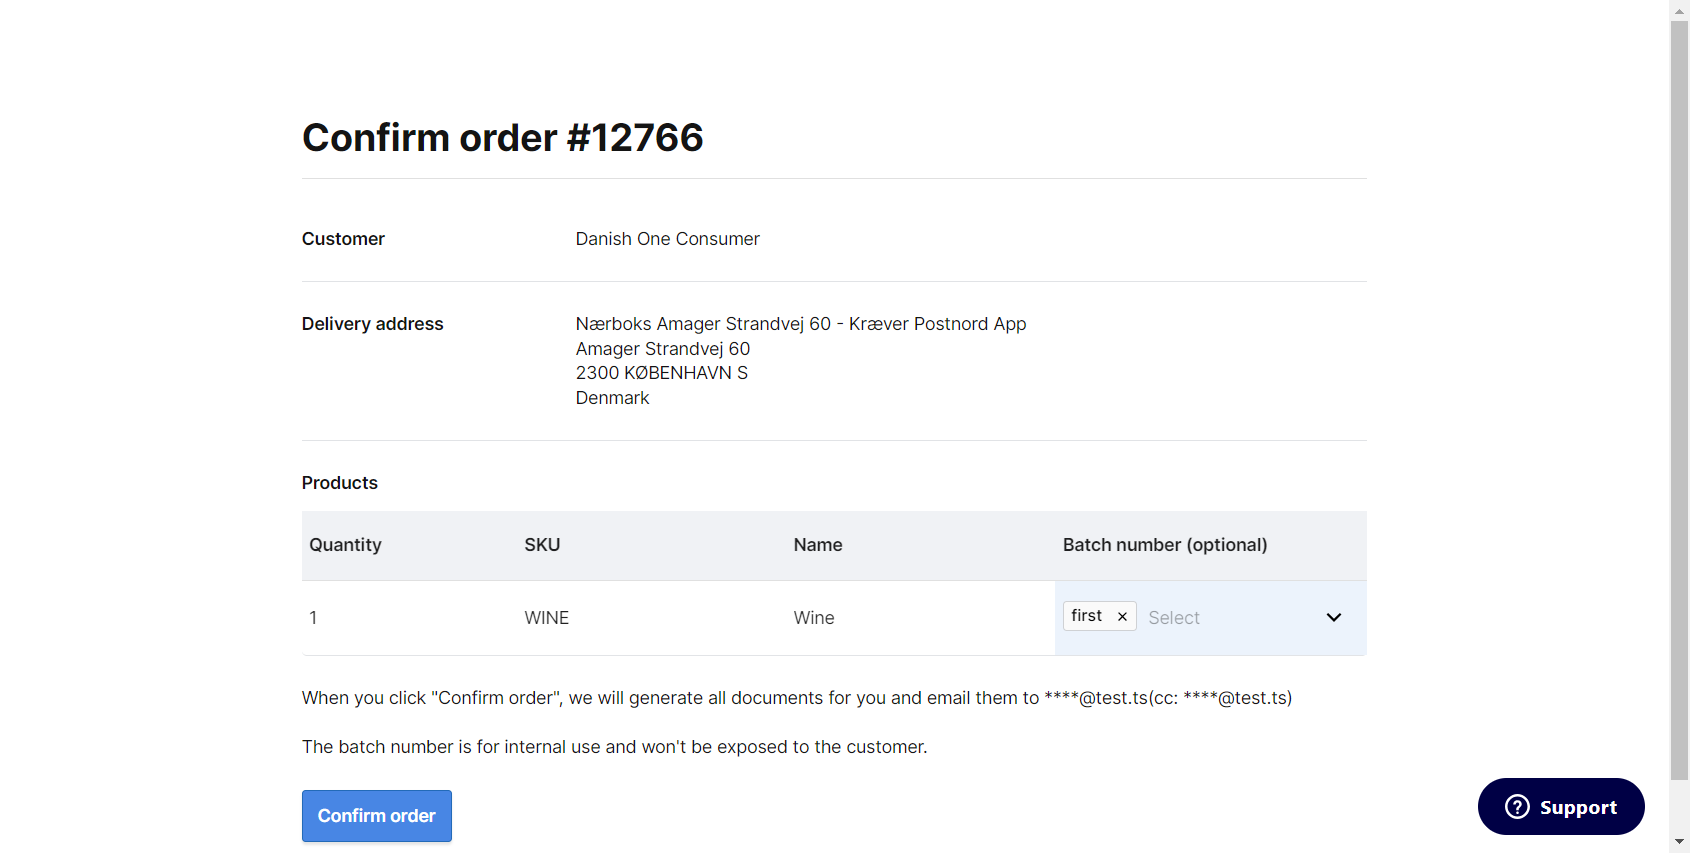 Confirm order #12766
Customer
Danish One Consumer
Delivery address
Nærboks Amager Strandvej 60 - Kræver Postnord App
Amager Strandvej 60
2300 KØBENHAVN S
Denmark
Products
Quantity SKU Name Batch number (optional)
1 WINE Wine first × Select
When you click "Confirm order", we will generate all documents for you and email them to ****@test.ts(cc: ****@test.ts)
The batch number is for internal use and won't be exposed to the customer.
Confirm order
Support